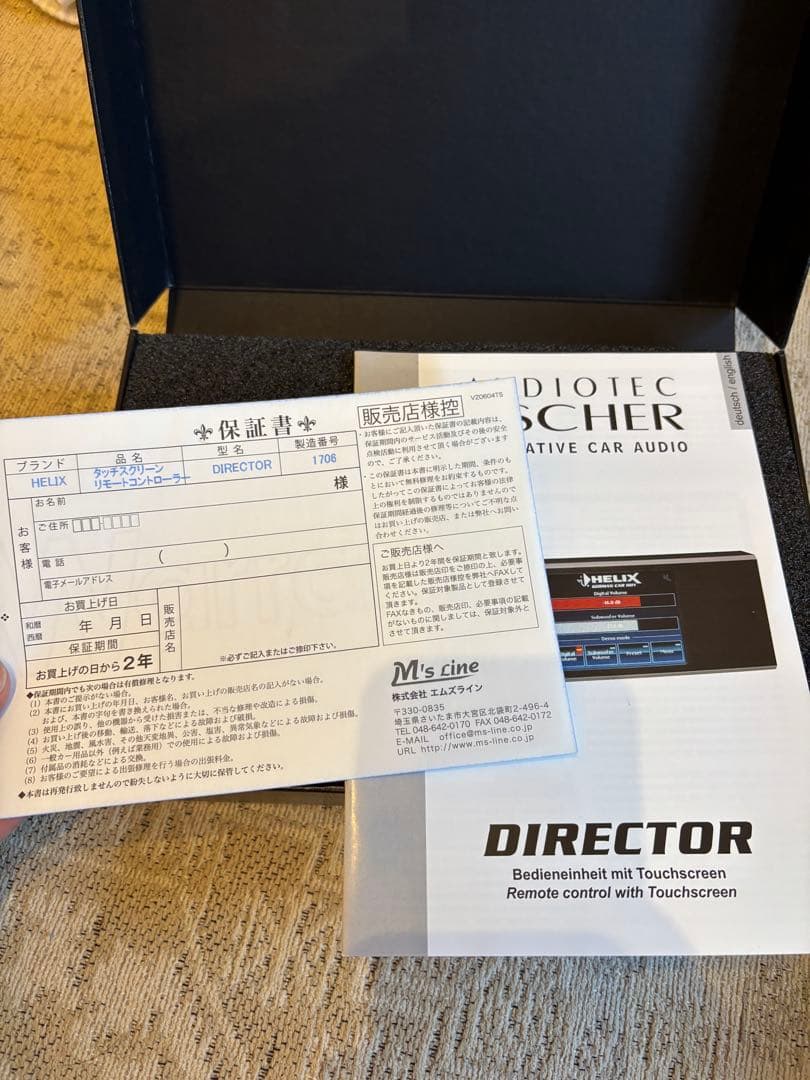 保証書
販売店様控
VZ0604TS
ブランド 品名 型名 製造番号
HELIX タッチスクリーン リモートコントローラー DIRECTOR 1706
お客様
お名前 様
ご住所
電話 ( )
電子メールアドレス
お買上げ日
和暦
西暦
年 月 日
保証期間
お買上げの日から2年
販売店名
※必ずご記入またはご捺印下さい。
・お客様にご記入頂いた保証書の記載内容は、
保証期間内のサービス活動及びその後の安全
点検活動に利用させて頂く場合がございます
ので、ご了承ください。
・この保証書は本書に明示した期間、条件のも
とにおいて無料修理をお約束するものです。
したがってこの保証書によってお客様の法律
上の権利を制限するものではありませんので
保証期間経過後の修理等についてご不明な点
はお買い上げの販売店、または弊社へお問い
合わせください。
ご販売店様へ
お買上日より2年間を保証期間と致します。
販売店様は販売店印をご捺印の上、必要事
項を記載した販売店様控を弊社へFAXして
ください。保証対象製品として登録させて
頂きます。
FAXなきもの、販売店印、必要事項の記載
がないものに関しましては、保証対象外と
させて頂きます。
◆保証期間内でも次の場合は有償修理となります。
(1) 本書のご提示がない場合。
(2) 本書にお買い上げの年月日、お客様名、お買い上げの販売店名の記入がない場合。
および、本書の字句を書き換えられた場合。
(3) 使用上の誤り、他の機器から受けた損害または、不当な修理や改造による損傷。
(4) お買い上げ後の移動、輸送、落下などによる故障および破損。
(5) 火災、地震、風水害、その他天変地異、公害、塩害、異常気象などによる故障および損傷。
(6) 一般カー用品以外(例えば業務用)での使用による故障および損傷。
(7) 付属品の消耗などによる交換。
(8) お客様のご要望による出張修理を行う場合の出張料金。
◆本書は再発行致しませんので紛失しないように大切に保管してください。
M's Line
株式会社 エムズライン
〒330-0835
埼玉県さいたま市大宮区北袋町2-496-4
TEL 048-642-0170 FAX 048-642-0172
E-MAIL office@ms-line.co.jp
URL http://www.ms-line.co.jp
DIOTEC
SCHER
ATIVE CAR AUDIO
deutsch / english
HELIX
Digital Volume
Subwoofer Volume
Demo mode
Digital Volume Subwoofer Volume Preset
DIRECTOR
Bedieneinheit mit Touchscreen
Remote control with Touchscreen